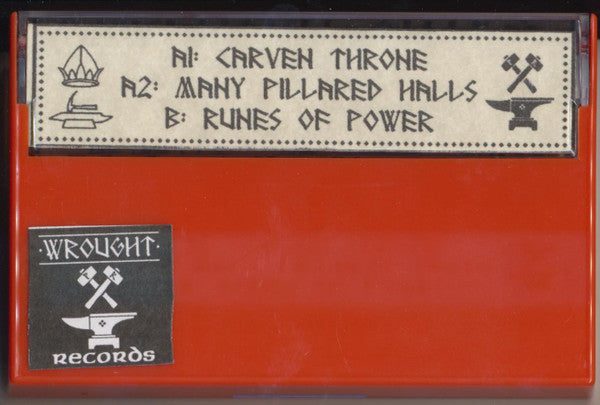 A1: CARVEN THRONE
A2: MANY PILLARED HALLS
B: RUNES OF POWER
·WROUGHT·
RECORDS